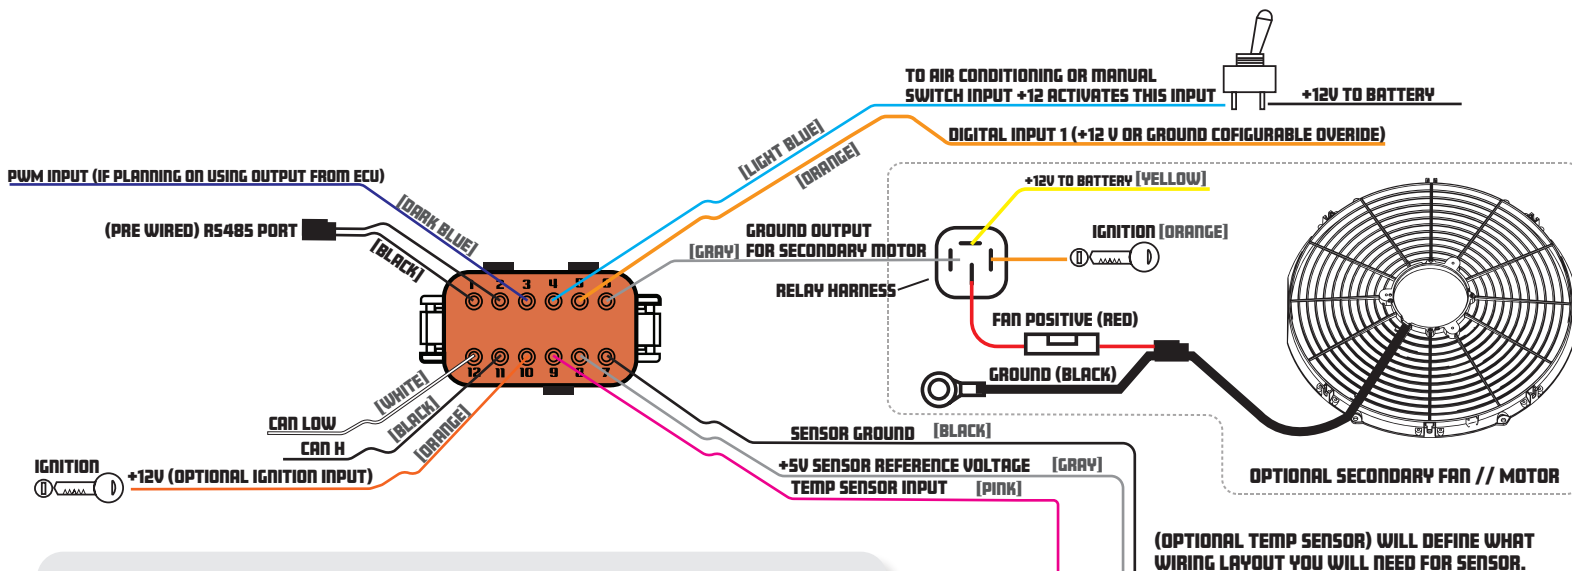 TO AIR CONDITIONING OR MANUAL
SWITCH INPUT +12 ACTIVATES THIS INPUT
+12V TO BATTERY
[LIGHT BLUE]
DIGITAL INPUT 1 (+12 V OR GROUND COFIGURABLE OVERIDE)
[ORANGE]
PWM INPUT (IF PLANNING ON USING OUTPUT FROM ECU)
[DARK BLUE]
(PRE WIRED) RS485 PORT
[BLACK]
+12V TO BATTERY [YELLOW]
GROUND OUTPUT
[GRAY] FOR SECONDARY MOTOR
IGNITION [ORANGE]
RELAY HARNESS
FAN POSITIVE (RED)
GROUND (BLACK)
1 2 3 4 5 6
12 11 10 9 8 7
[WHITE]
CAN LOW
[BLACK]
CAN H
[ORANGE]
IGNITION
+12V (OPTIONAL IGNITION INPUT)
SENSOR GROUND [BLACK]
+5V SENSOR REFERENCE VOLTAGE [GRAY]
TEMP SENSOR INPUT [PINK]
OPTIONAL SECONDARY FAN // MOTOR
(OPTIONAL TEMP SENSOR) WILL DEFINE WHAT
WIRING LAYOUT YOU WILL NEED FOR SENSOR.